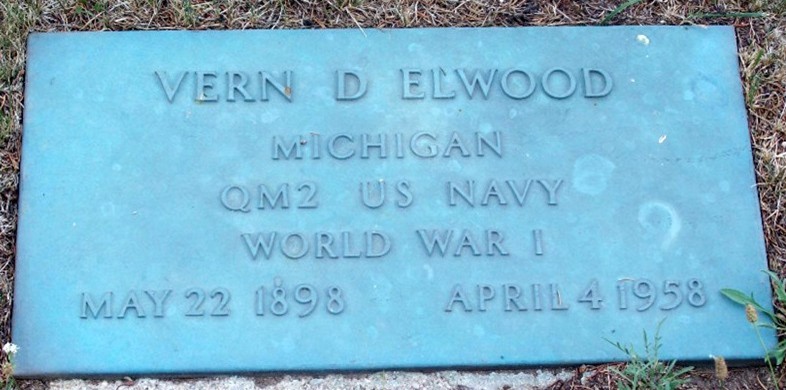 VERN D ELWOOD
MICHIGAN
QM2 US NAVY
WORLD WAR I
MAY 22 1898 APRIL 4 1958